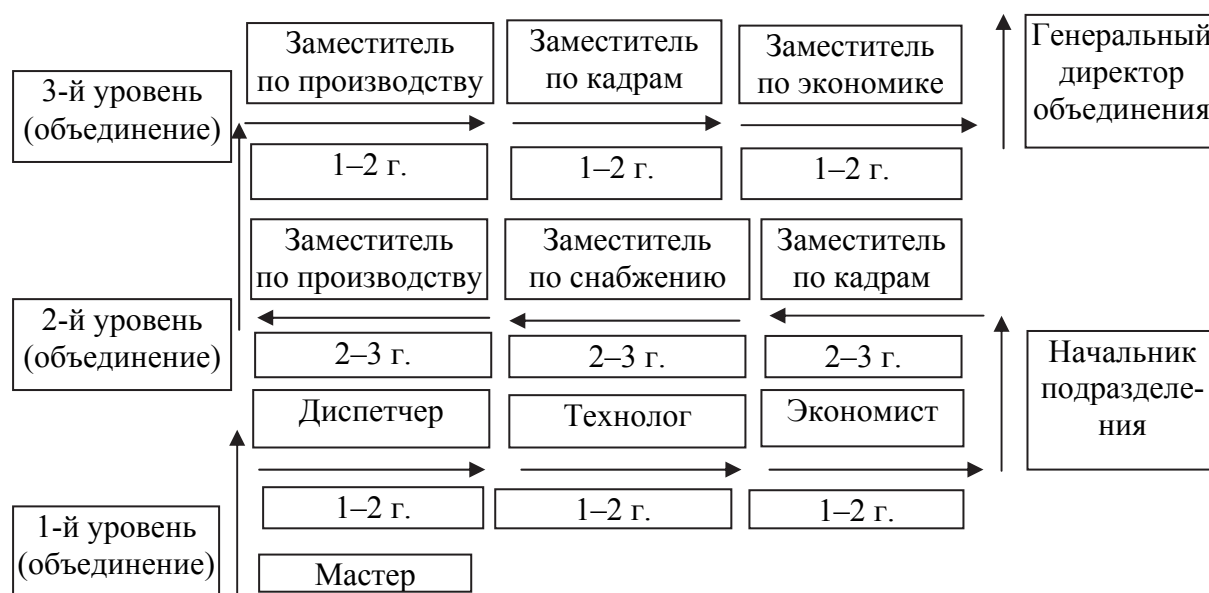 Заместитель
по производству
Заместитель
по кадрам
Заместитель
по экономике
Генеральный
директор
объединения
3-й уровень
(объединение)
1–2 г.
1–2 г.
1–2 г.
Заместитель
по производству
Заместитель
по снабжению
Заместитель
по кадрам
2-й уровень
(объединение)
2–3 г.
2–3 г.
2–3 г.
Начальник
подразделе-
ния
Диспетчер
Технолог
Экономист
1–2 г.
1–2 г.
1–2 г.
1-й уровень
(объединение)
Мастер